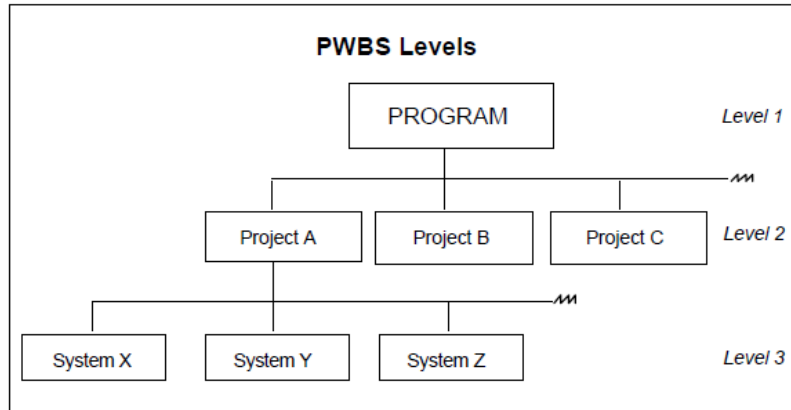 PWBS Levels
PROGRAM
Level 1
Project A
Project B
Project C
Level 2
System X
System Y
System Z
Level 3